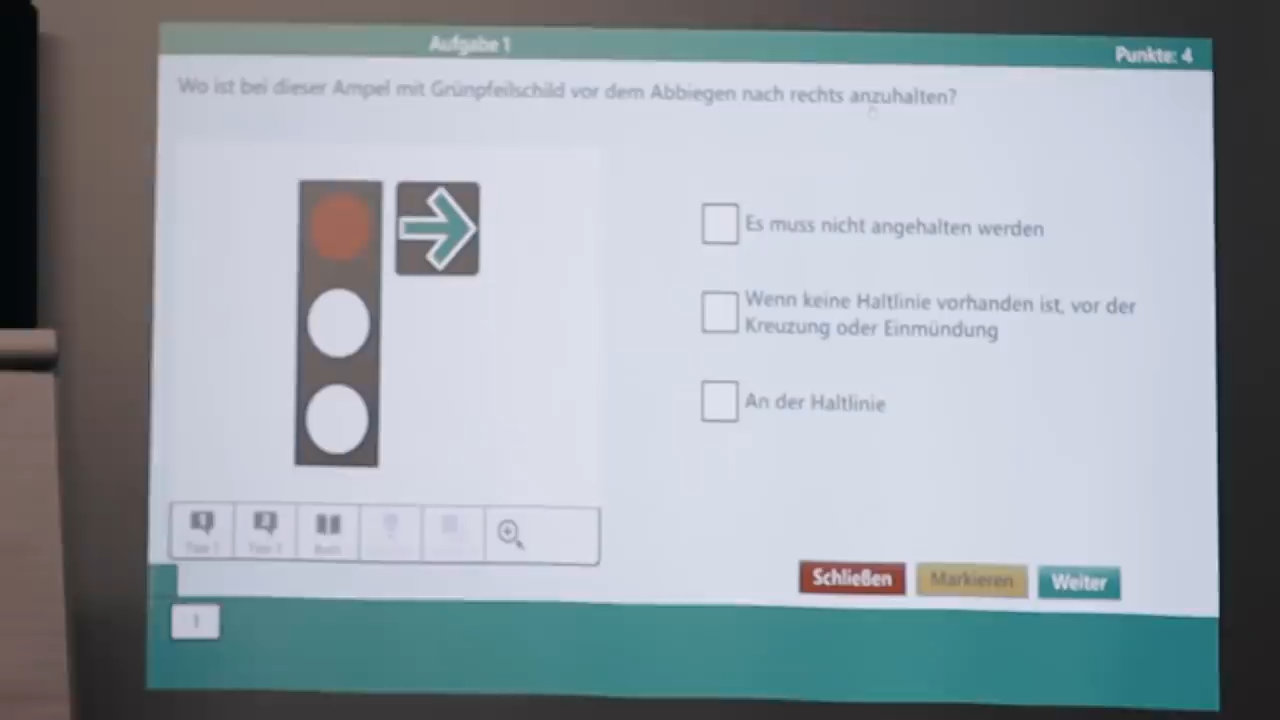 Aufgabe 1
Punkte: 4
Wo ist bei dieser Ampel mit Grünpfeilschild vor dem Abbiegen nach rechts anzuhalten?
Es muss nicht angehalten werden
Wenn keine Haltlinie vorhanden ist, vor der
Kreuzung oder Einmündung
An der Haltlinie
Schließen
Markieren
Weiter
1